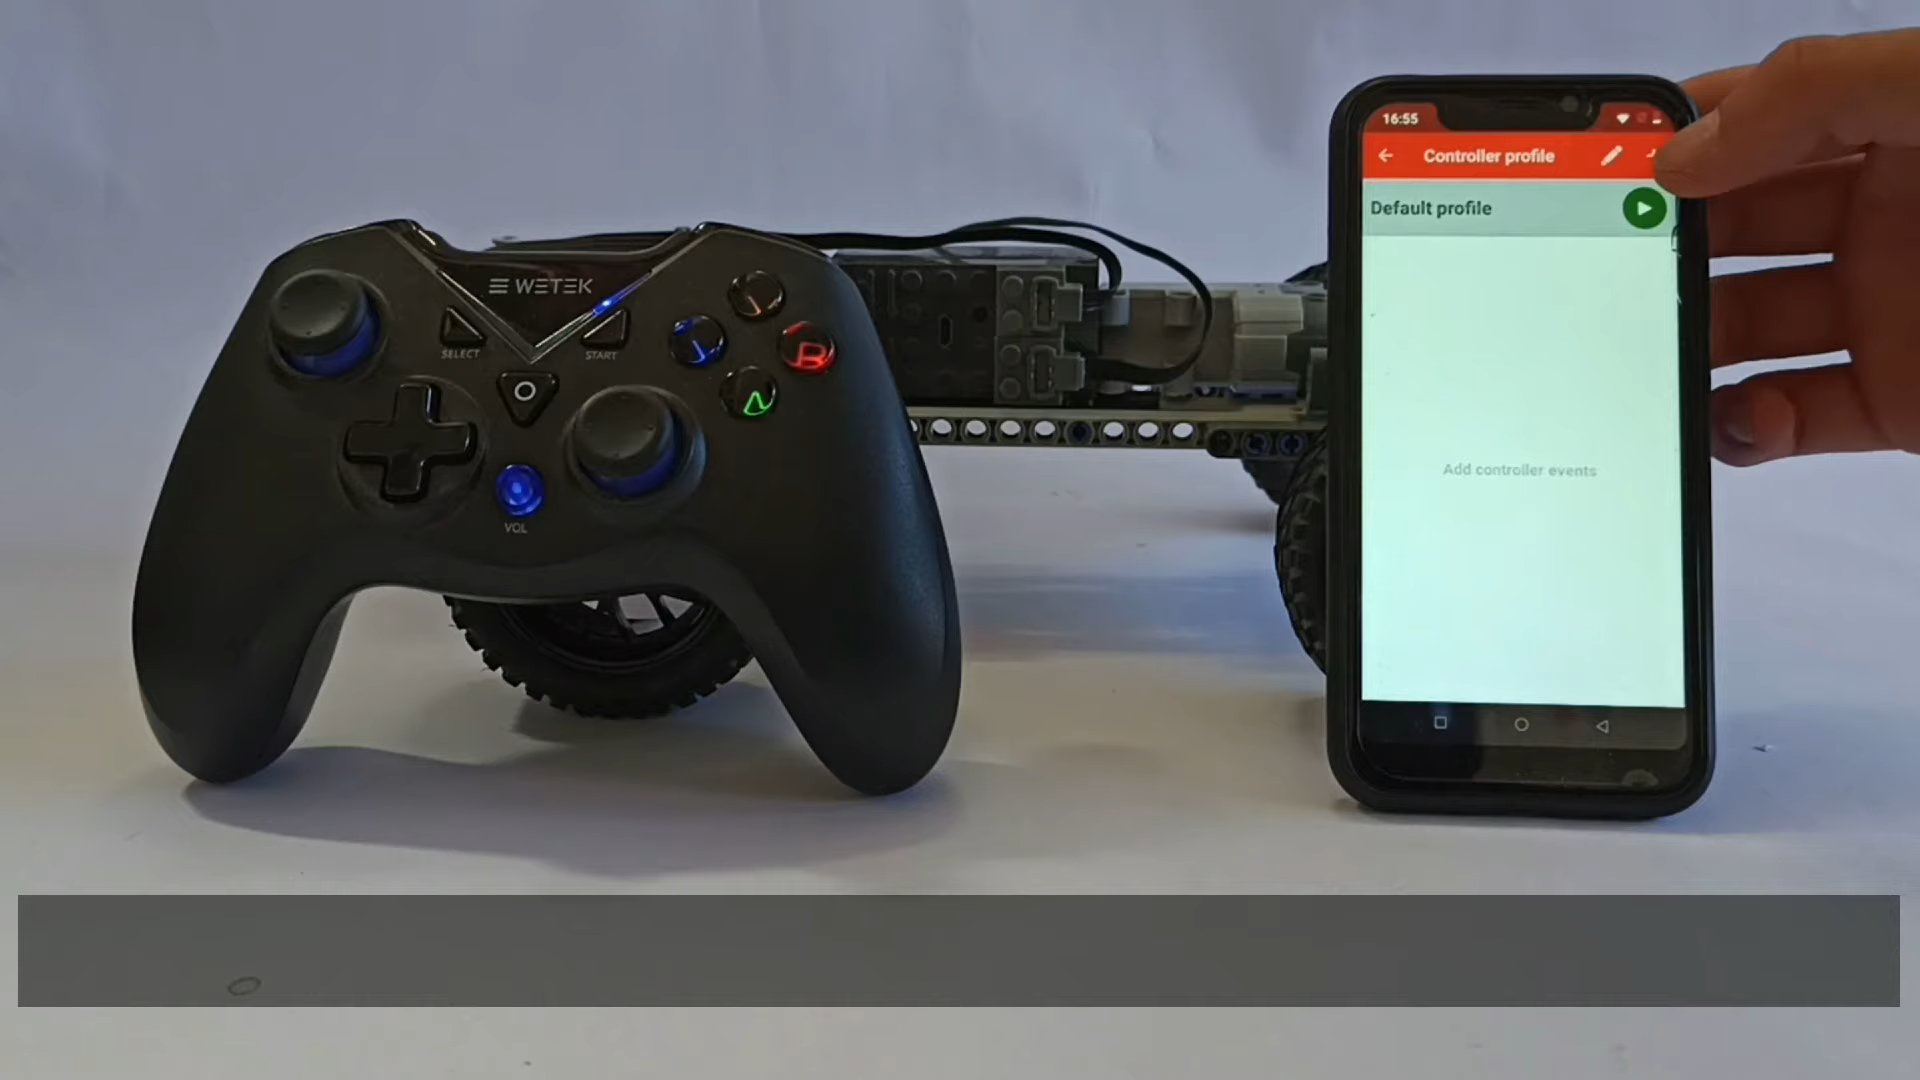 16:55
Controller profile
Default profile
Add controller events
WETEK
SELECT
START
B
VOL